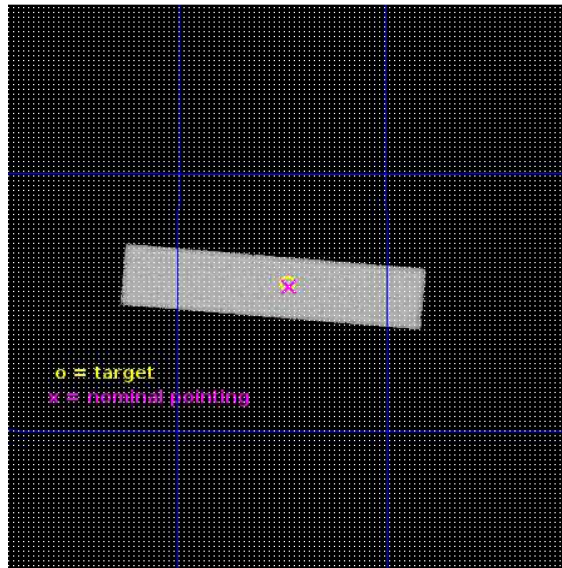 o = target
x = nominal pointing